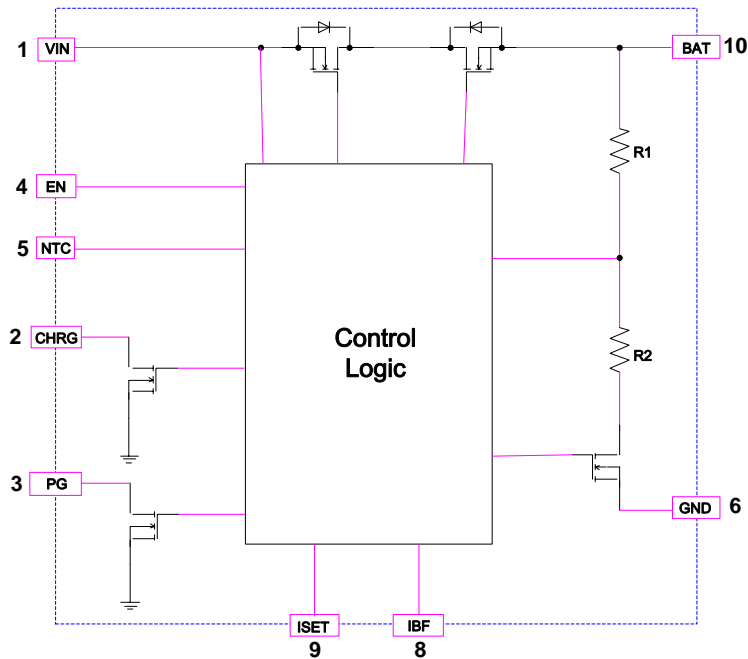 1 VIN
BAT 10
R1
4 EN
5 NTC
2 CHRG
Control
Logic
R2
3 PG
GND 6
ISET
IBF
9
8